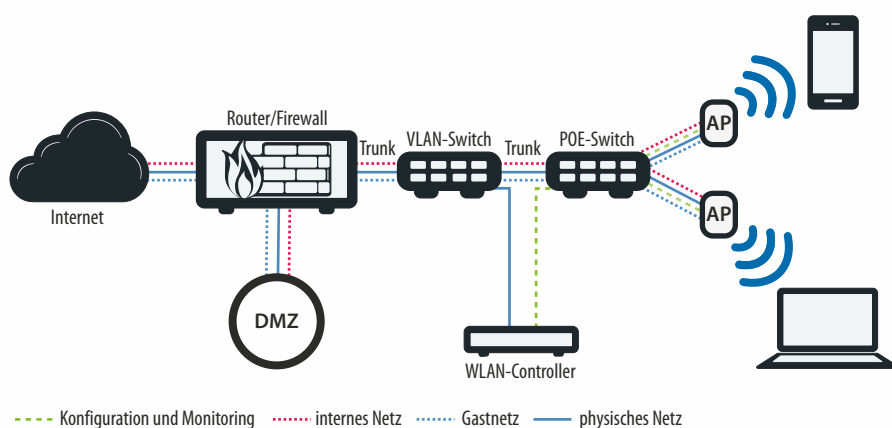 Internet
Router/Firewall
Trunk
VLAN-Switch
Trunk
POE-Switch
AP
AP
DMZ
WLAN-Controller
Konfiguration und Monitoring
internes Netz
Gastnetz
physisches Netz